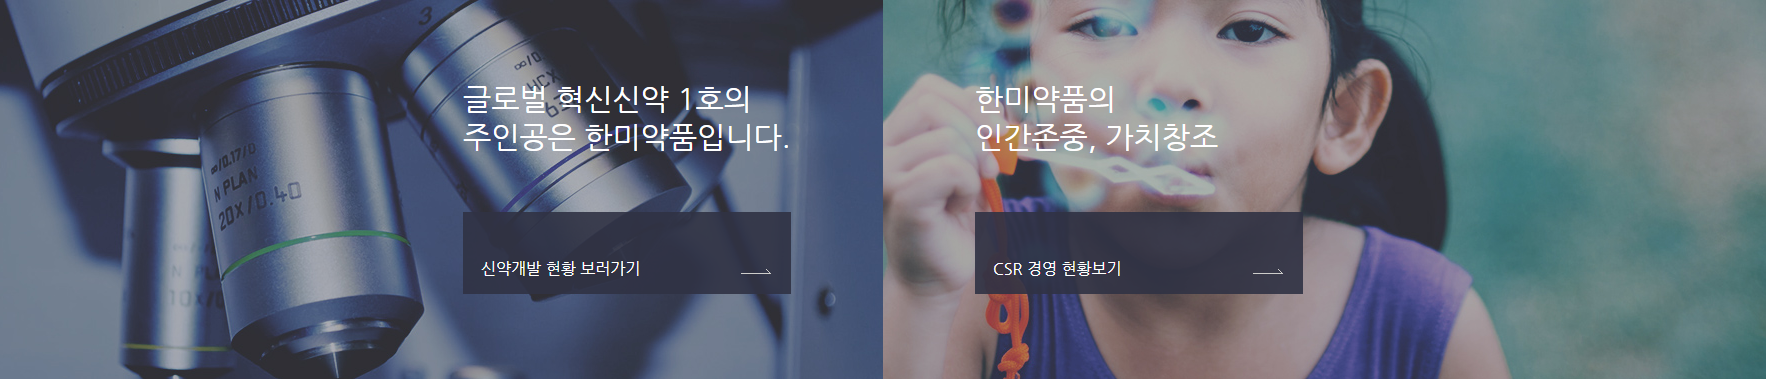 3
∞/0.17/0
N PLAN
20X/0.40
N PL
10X/0
글로벌 혁신신약 1호의
주인공은 한미약품입니다.
신약개발 현황 보러가기
한미약품의
인간존중, 가치창조
CSR 경영 현황보기